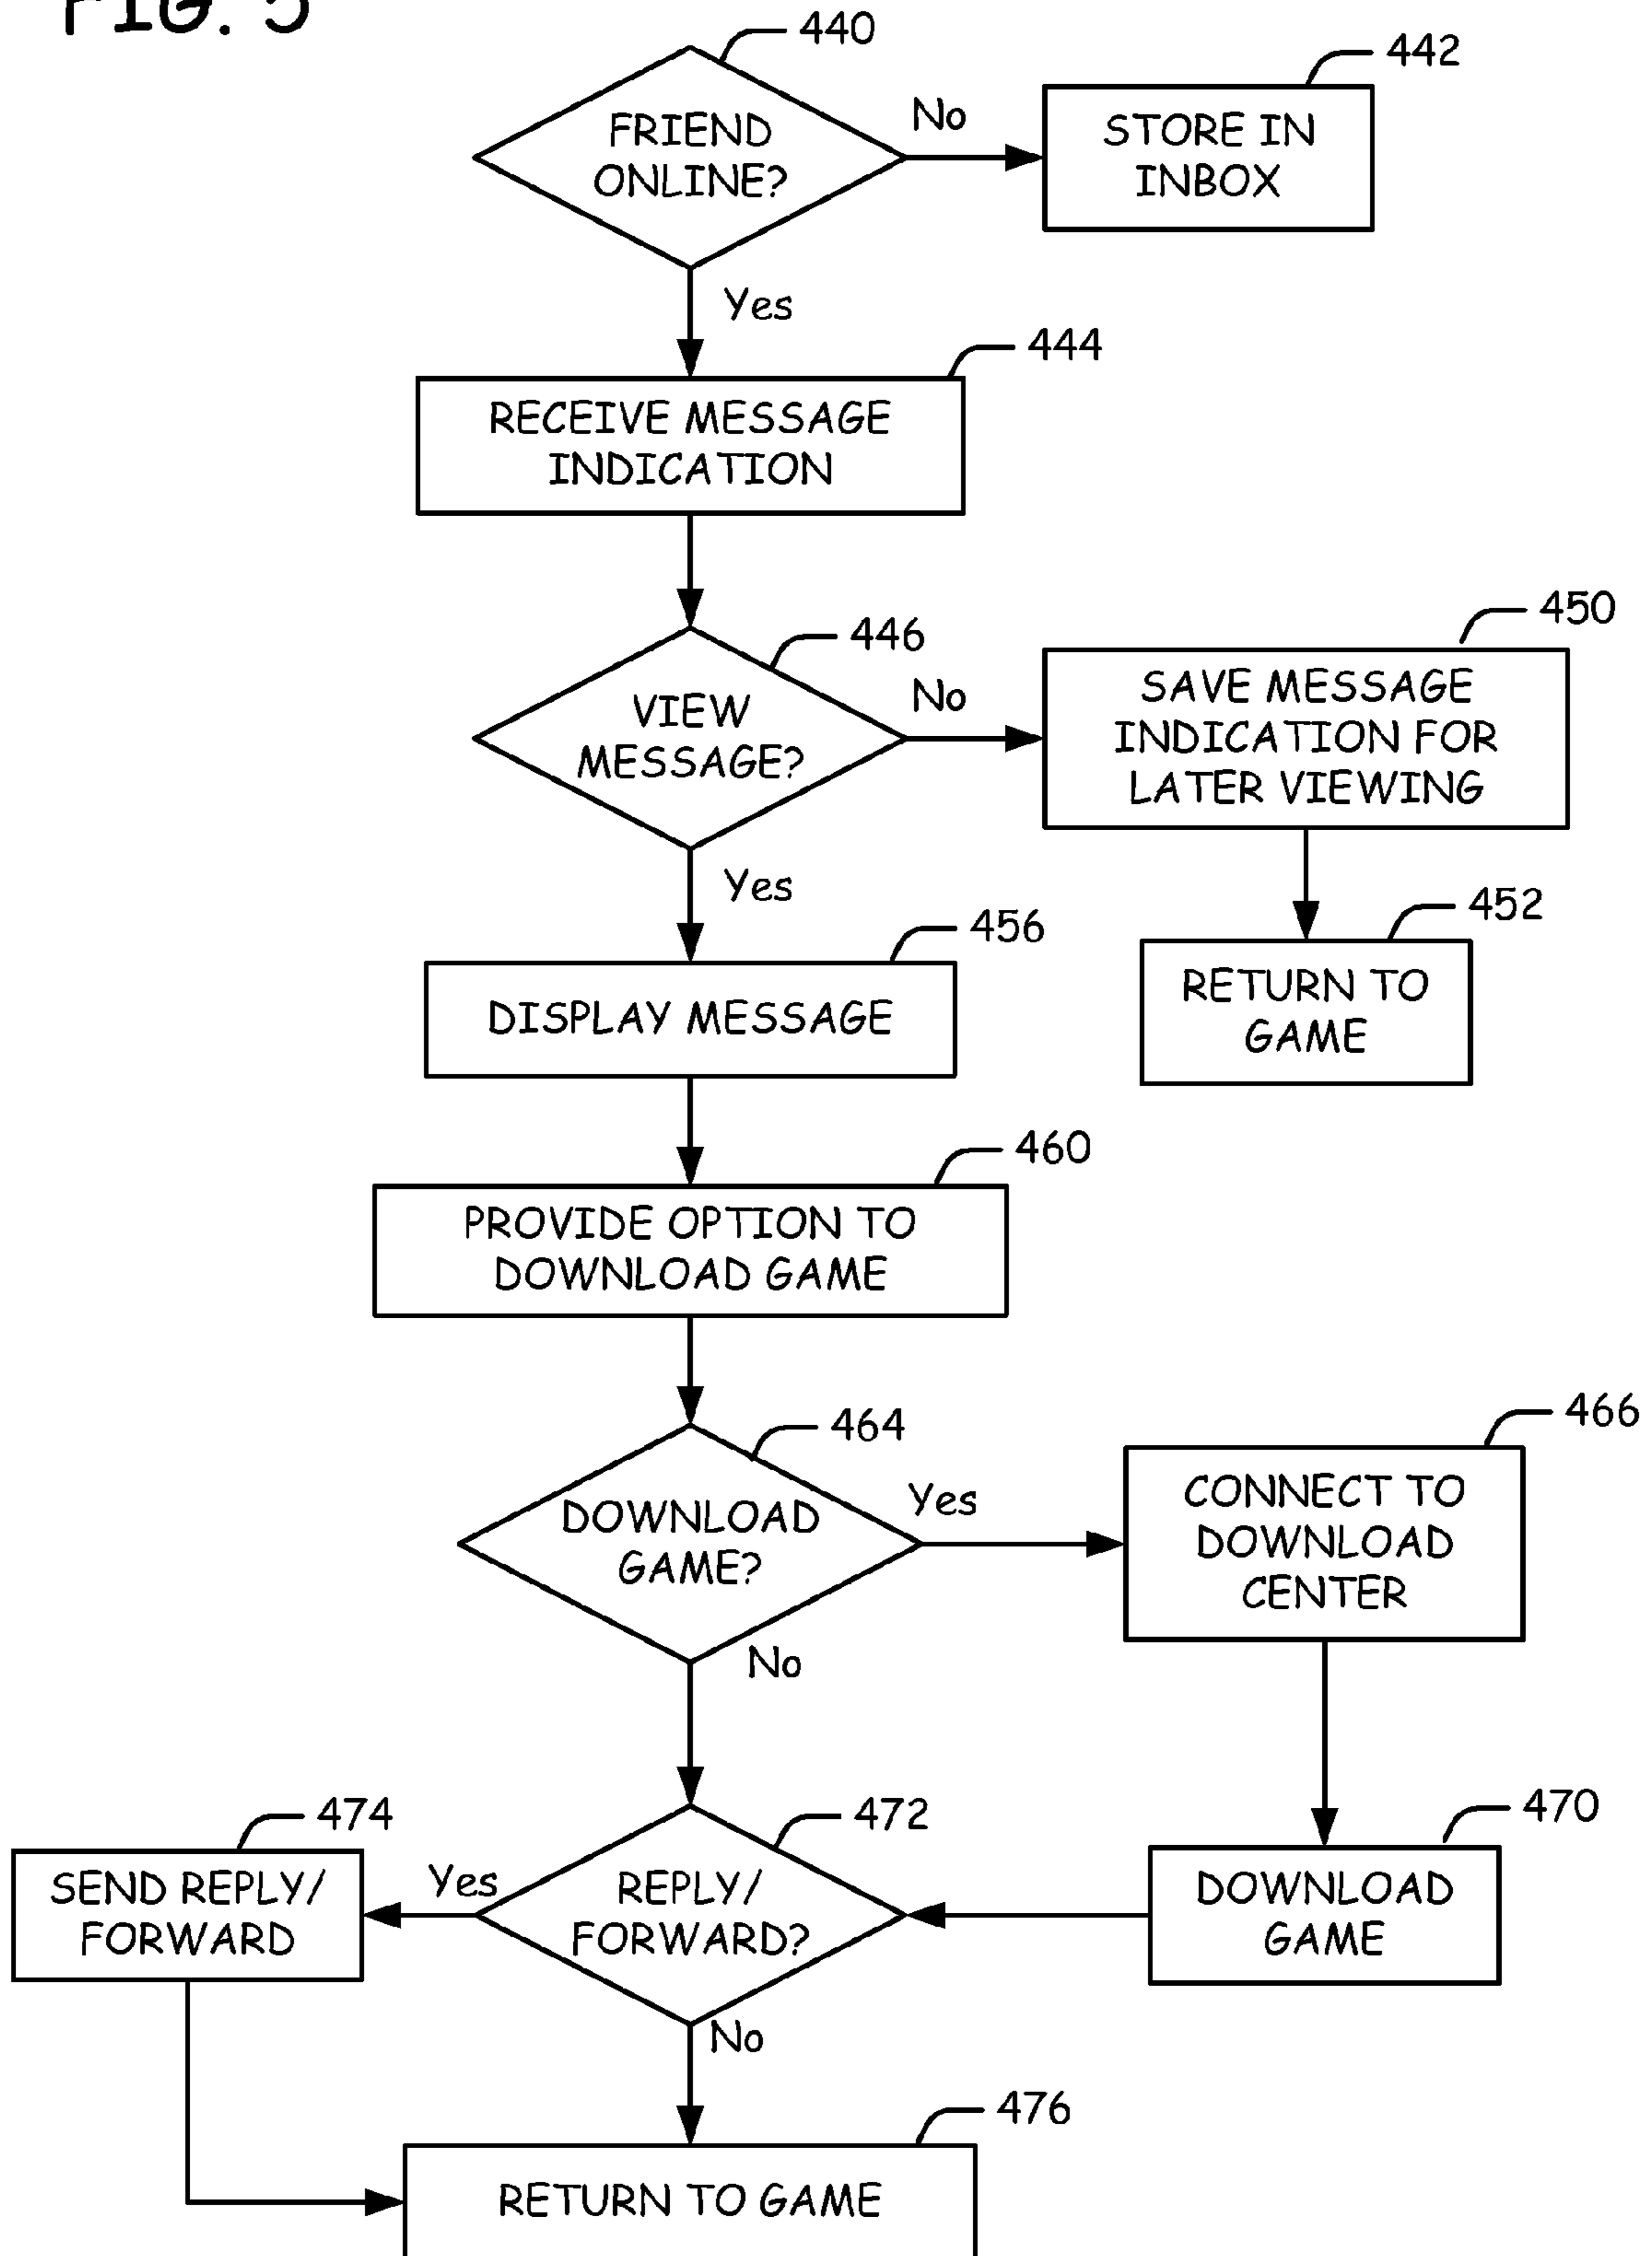 FIG. 5
440
FRIEND
ONLINE?
No
442
STORE IN
INBOX
Yes
444
RECEIVE MESSAGE
INDICATION
446
VIEW
MESSAGE?
No
450
SAVE MESSAGE
INDICATION FOR
LATER VIEWING
Yes
452
RETURN TO
GAME
456
DISPLAY MESSAGE
460
PROVIDE OPTION TO
DOWNLOAD GAME
464
DOWNLOAD
GAME?
Yes
466
CONNECT TO
DOWNLOAD
CENTER
No
470
DOWNLOAD
GAME
472
REPLY/
FORWARD?
Yes
474
SEND REPLY/
FORWARD
No
476
RETURN TO GAME